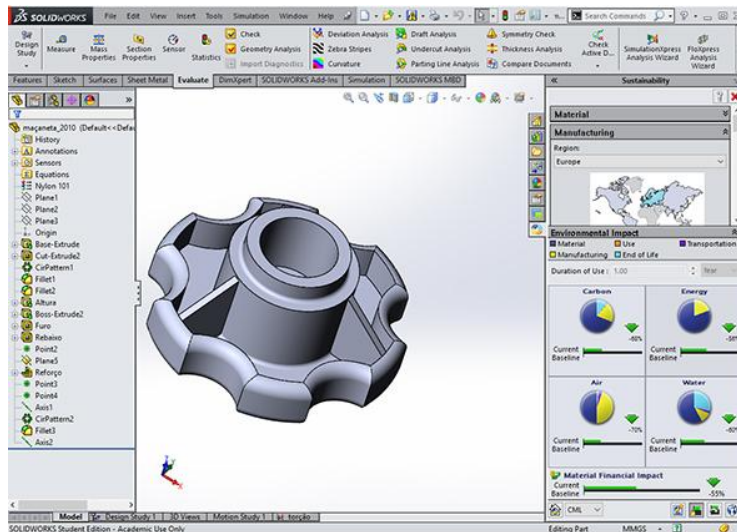 SOLIDWORKS File Edit View Insert Tools Simulation Window Help
Search Commands
Design Study
Measure
Mass Properties
Section Properties
Sensor
Statistics
Check
Geometry Analysis
Import Diagnostics
Deviation Analysis
Zebra Stripes
Curvature
Draft Analysis
Undercut Analysis
Parting Line Analysis
Symmetry Check
Thickness Analysis
Compare Documents
Check Active D...
SimulationXpress Analysis Wizard
FloXpress Analysis Wizard
Features Sketch Surfaces Sheet Metal Evaluate DimXpert SOLIDWORKS Add-Ins Simulation SOLIDWORKS MBD
Sustainability
maçaneta_2010 (Default<<Defau
History
Annotations
Sensors
Equations
Nylon 101
Plane1
Plane2
Plane3
Origin
Base-Extrude
Cut-Extrude2
CirPattern1
Fillet1
Fillet2
Altura
Boss-Extrude2
Furo
Rebaixo
Point2
Plane5
Reforço
Point3
Point4
Axis1
CirPattern2
Fillet3
Axis2
Material
Manufacturing
Region:
Europe
Environmental Impact
Material Use Transportation
Manufacturing End of Life
Duration of Use: 1.00 Year
Carbon
Current
Baseline
Energy
Current
Baseline
Air
-70%
Current
Baseline
Water
Current
Baseline
Material Financial Impact
Current
Baseline
-55%
CML
Model Design Study 1 3D Views Motion Study 1 torção
SOLIDWORKS Student Edition - Academic Use Only
Editing Part MMGS